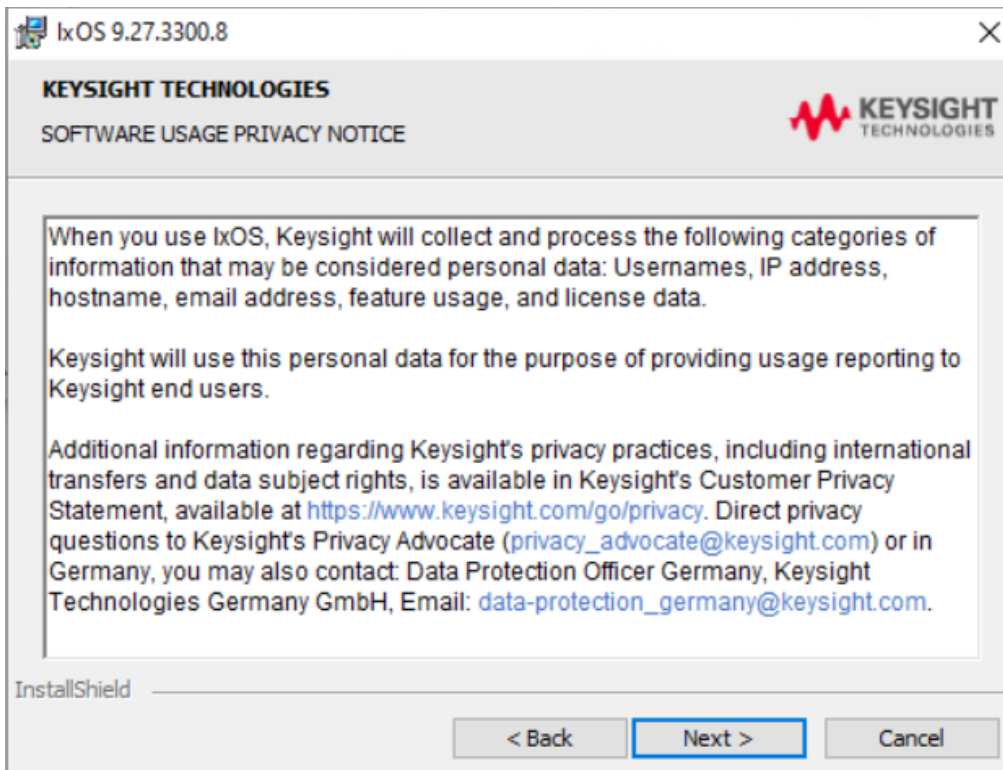 IxOS 9.27.3300.8
KEYSIGHT TECHNOLOGIES
SOFTWARE USAGE PRIVACY NOTICE
KEYSIGHT
TECHNOLOGIES
When you use IxOS, Keysight will collect and process the following categories of
information that may be considered personal data: Usernames, IP address,
hostname, email address, feature usage, and license data.
Keysight will use this personal data for the purpose of providing usage reporting to
Keysight end users.
Additional information regarding Keysight's privacy practices, including international
transfers and data subject rights, is available in Keysight's Customer Privacy
Statement, available at https://www.keysight.com/go/privacy. Direct privacy
questions to Keysight's Privacy Advocate (privacy_advocate@keysight.com) or in
Germany, you may also contact: Data Protection Officer Germany, Keysight
Technologies Germany GmbH, Email: data-protection_germany@keysight.com.
InstallShield
< Back
Next >
Cancel